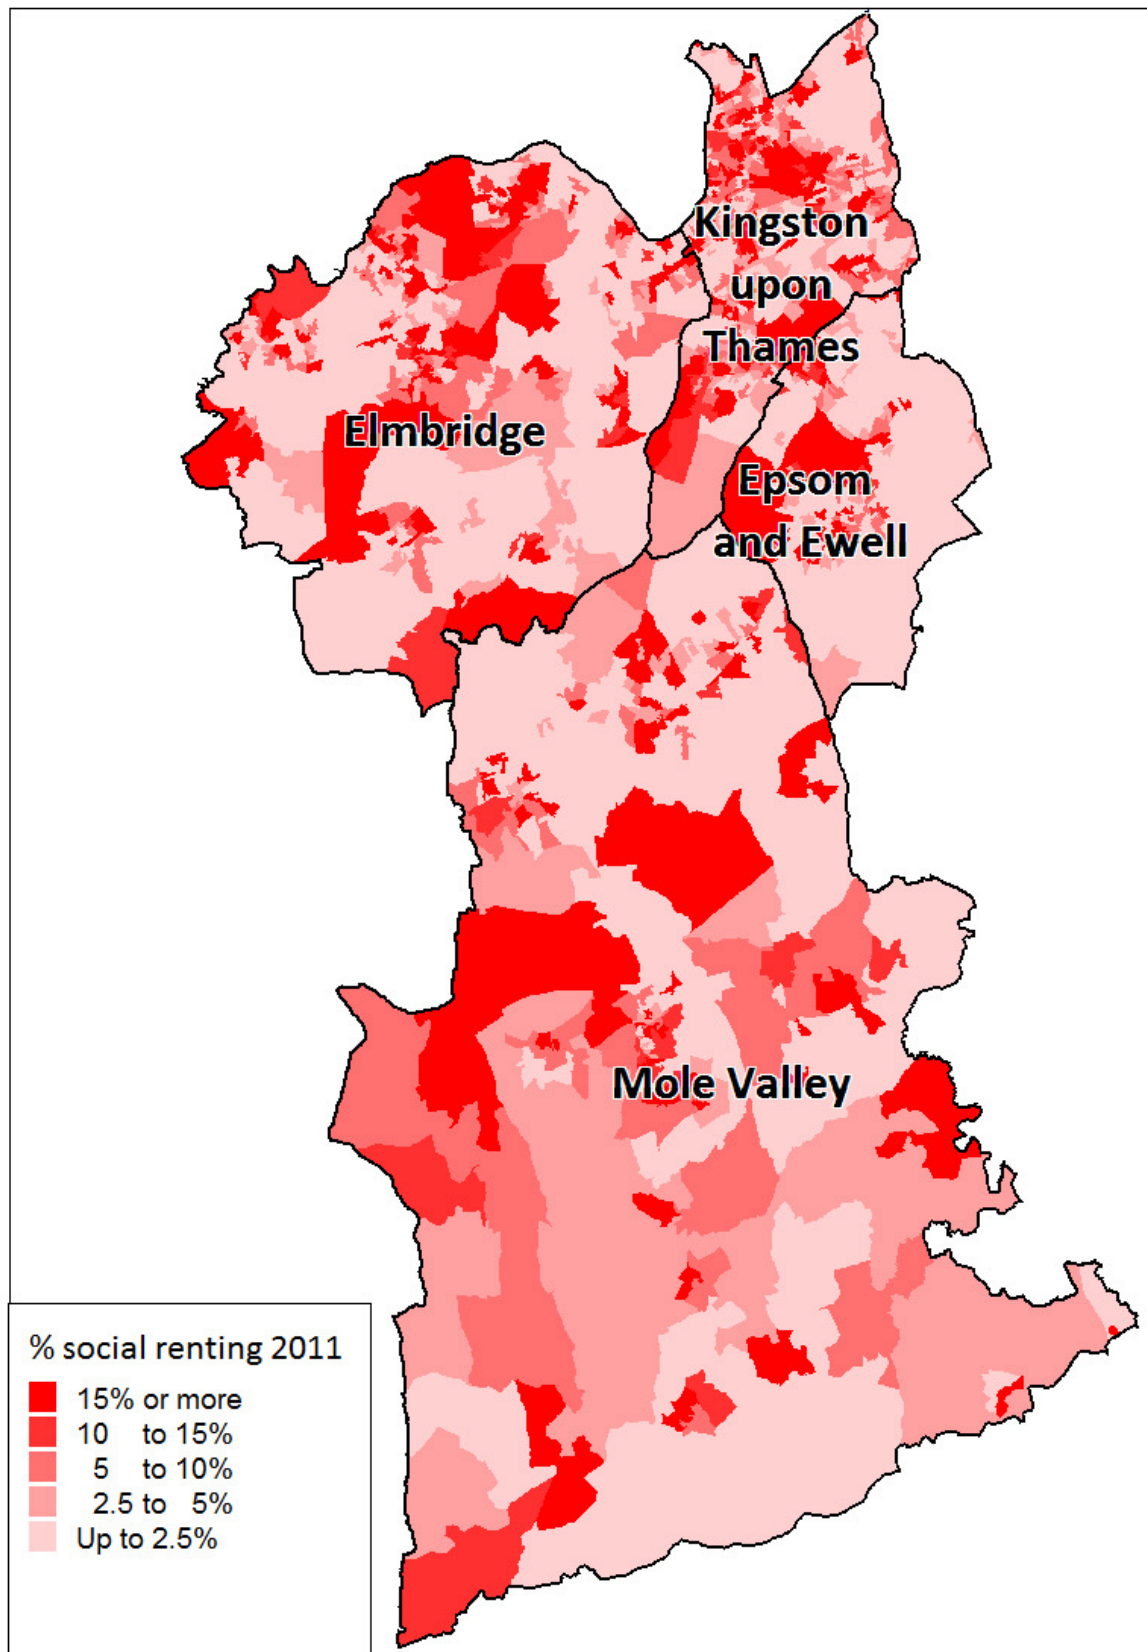 Kingston
upon
Thames
Elmbridge
Epsom
and Ewell
Mole Valley
% social renting 2011
15% or more
10 to 15%
5 to 10%
2.5 to 5%
Up to 2.5%